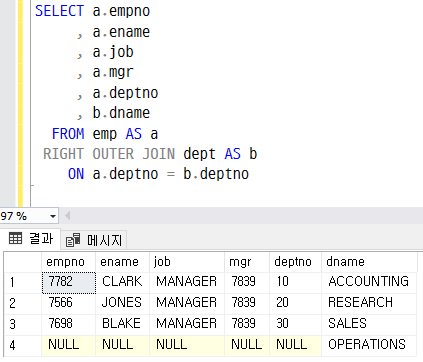 SELECT a.empno
, a.ename
, a.job
, a.mgr
, a.deptno
, b.dname
FROM emp AS a
RIGHT OUTER JOIN dept AS b
ON a.deptno = b.deptno
97 %
결과 메시지
empno ename job mgr deptno dname
1 7782 CLARK MANAGER 7839 10 ACCOUNTING
2 7566 JONES MANAGER 7839 20 RESEARCH
3 7698 BLAKE MANAGER 7839 30 SALES
4 NULL NULL NULL NULL NULL OPERATIONS